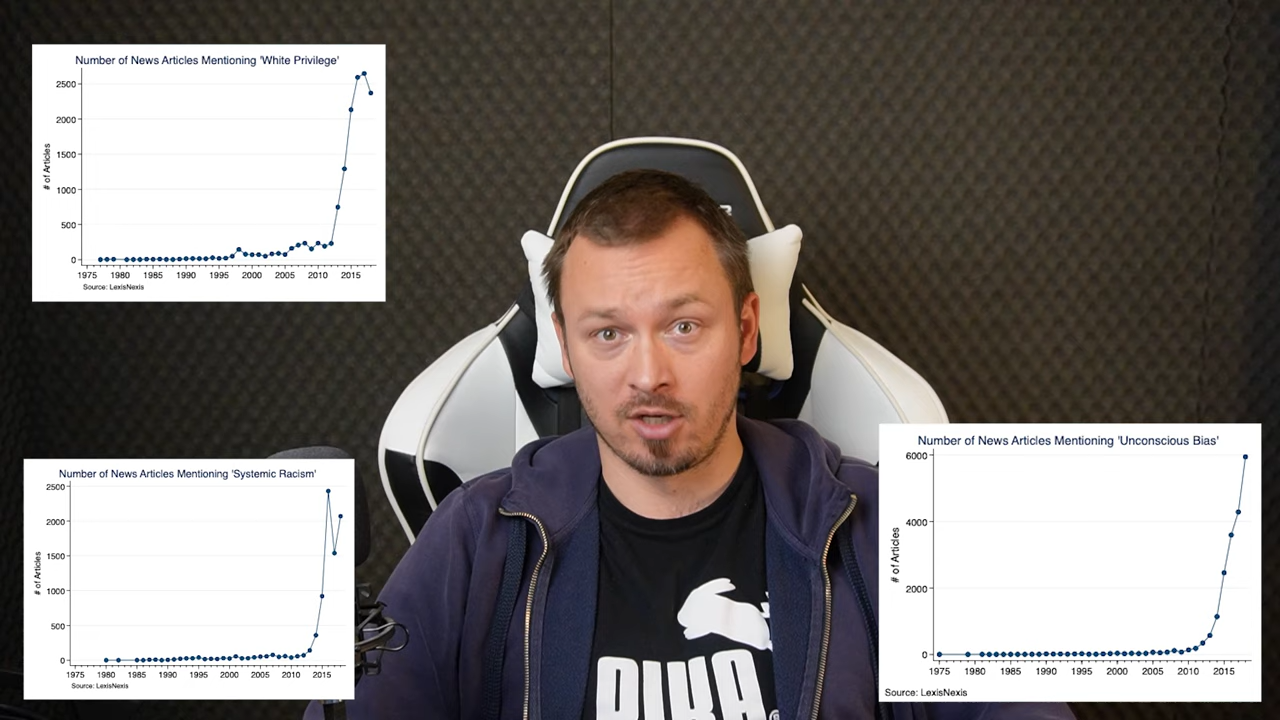 Number of News Articles Mentioning 'White Privilege'
2500
2000
1500
1000
500
0
# of Articles
1975 1980 1985 1990 1995 2000 2005 2010 2015
Source: LexisNexis
Number of News Articles Mentioning 'Systemic Racism'
2500
2000
1500
1000
500
0
# of Articles
1975 1980 1985 1990 1995 2000 2005 2010 2015
Source: LexisNexis
Number of News Articles Mentioning 'Unconscious Bias'
6000
4000
2000
0
# of Articles
1975 1980 1985 1990 1995 2000 2005 2010 2015
Source: LexisNexis
PIKA